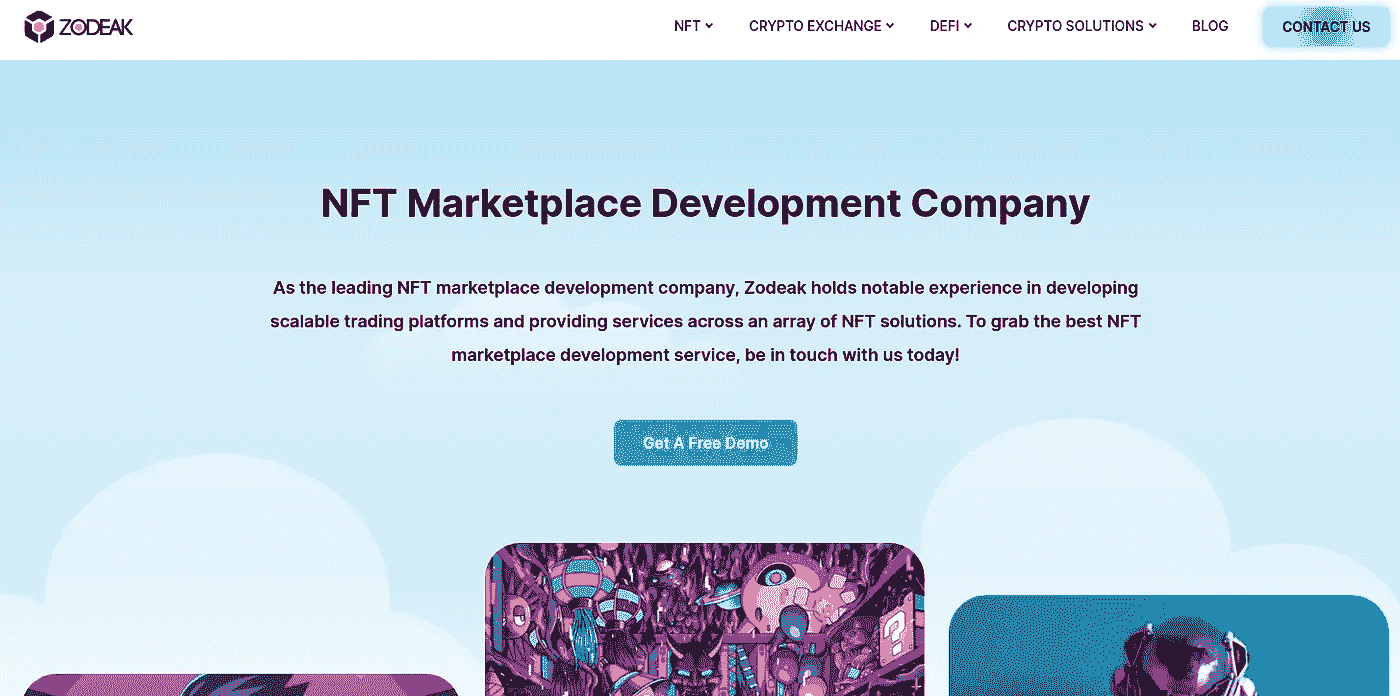 ZODEAK
NFT
CRYPTO EXCHANGE
DEFI
CRYPTO SOLUTIONS
BLOG
CONTACT US
NFT Marketplace Development Company
As the leading NFT marketplace development company, Zodeak holds notable experience in developing
scalable trading platforms and providing services across an array of NFT solutions. To grab the best NFT
marketplace development service, be in touch with us today!
Get A Free Demo
?